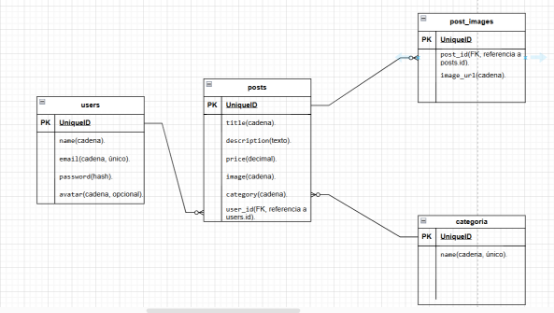 post_images
PK UniqueID
post_id(FK, referencia a
posts.id).
image_url(cadena).
posts
PK UniqueID
title(cadena).
description(texto).
price(decimal).
image(cadena).
category(cadena).
user_id(FK, referencia a
users.id).
users
PK UniqueID
name(cadena).
email(cadena, único).
password(hash).
avatar(cadena, opcional).
categoria
PK UniqueID
name(cadena, único).